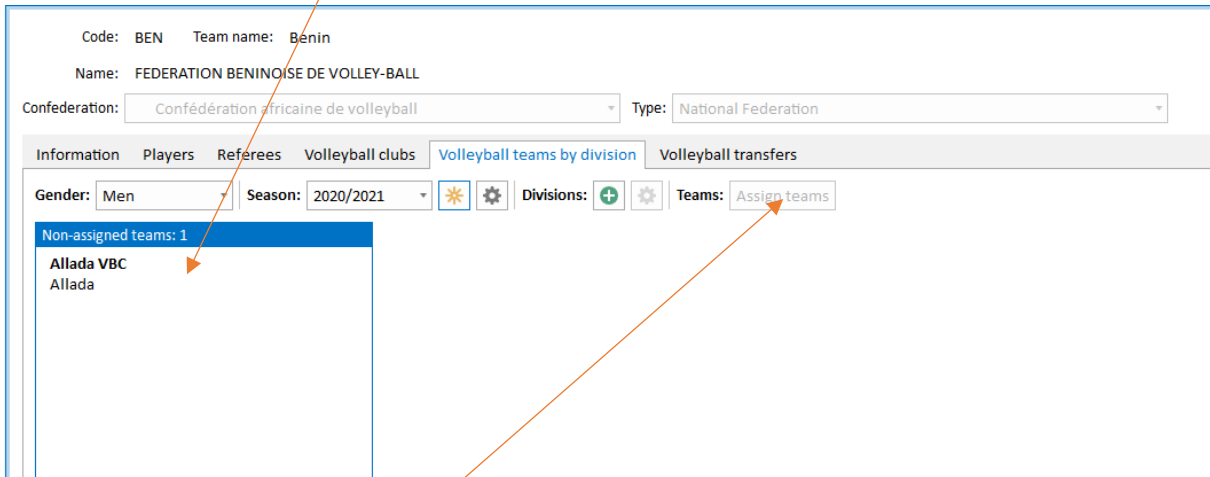 Code: BEN Team name: Benin
Name: FEDERATION BENINOISE DE VOLLEY-BALL
Confederation: Confédération africaine de volleyball Type: National Federation
Information Players Referees Volleyball clubs Volleyball teams by division Volleyball transfers
Gender: Men Season: 2020/2021 Divisions: Teams: Assign teams
Non-assigned teams: 1
Allada VBC
Allada